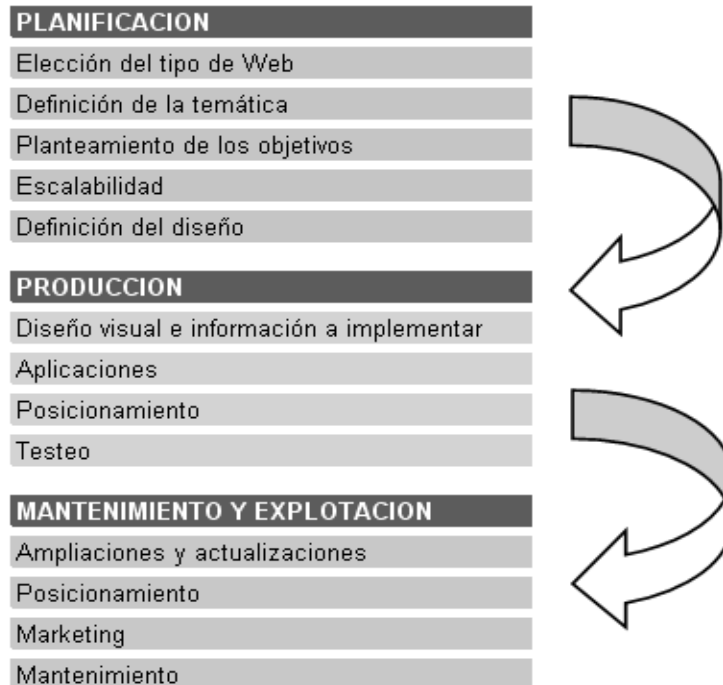 PLANIFICACION
Elección del tipo de Web
Definición de la temática
Planteamiento de los objetivos
Escalabilidad
Definición del diseño
PRODUCCION
Diseño visual e información a implementar
Aplicaciones
Posicionamiento
Testeo
MANTENIMIENTO Y EXPLOTACION
Ampliaciones y actualizaciones
Posicionamiento
Marketing
Mantenimiento